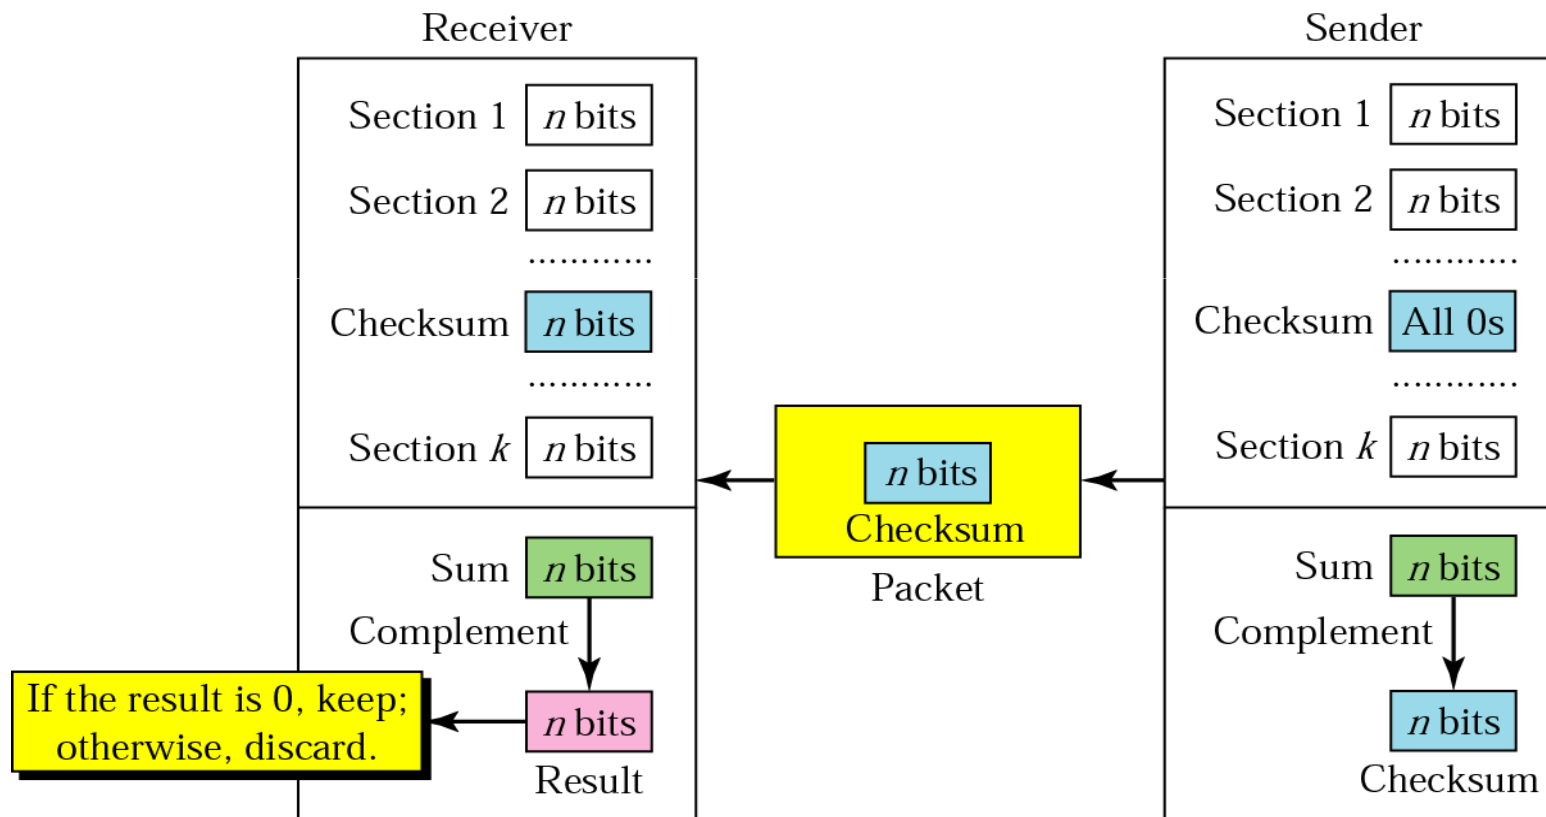 Receiver
Section 1 n bits
Section 2 n bits
............
Checksum n bits
............
Section k n bits
Sum n bits
Complement
n bits
Result
If the result is 0, keep;
otherwise, discard.
n bits
Checksum
Packet
Sender
Section 1 n bits
Section 2 n bits
............
Checksum All 0s
............
Section k n bits
Sum n bits
Complement
n bits
Checksum